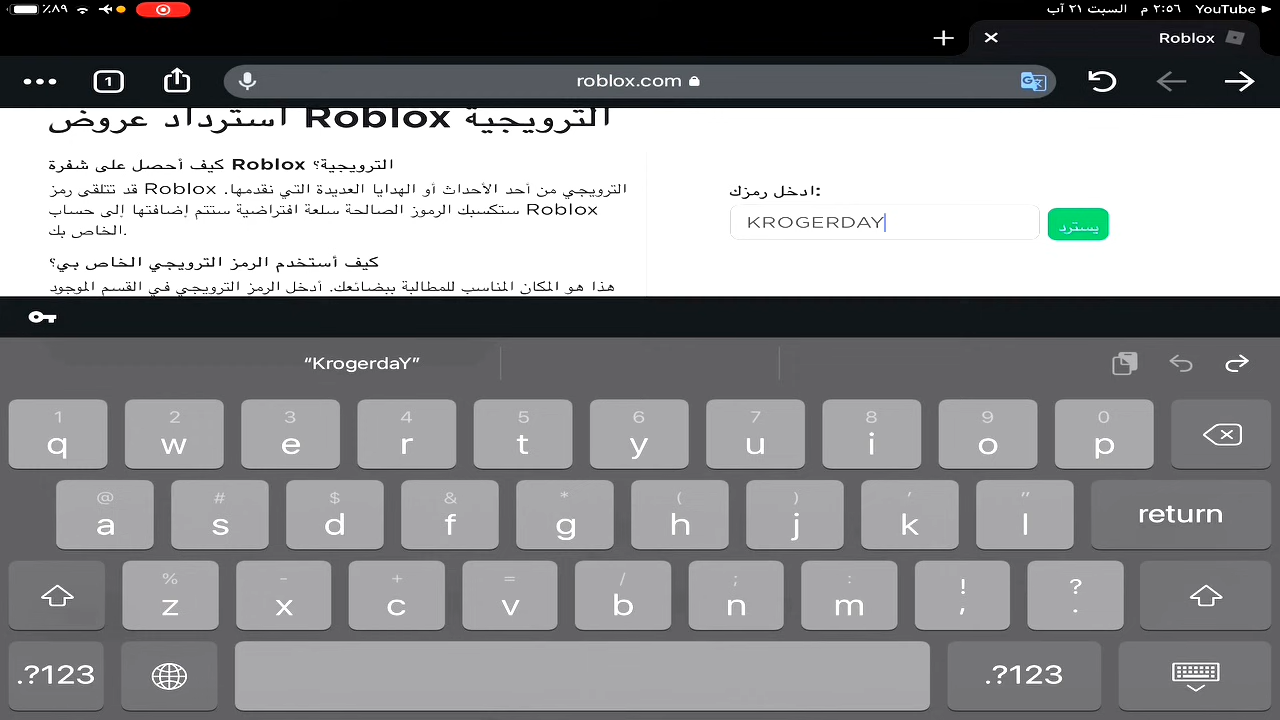 ٪٨٩ ٢:٥٦ م السبت ٢١ آب YouTube
Roblox
1 roblox.com
استرداد عروض Roblox الترويجية
كيف أحصل على شفرة Roblox الترويجية؟
قد تتلقى رمز Roblox الترويجي من أحد الأحداث أو الهدايا العديدة التي نقدمها.
ستكسبك الرموز الصالحة سلعة افتراضية ستتم إضافتها إلى حساب Roblox
الخاص بك.
كيف أستخدم الرمز الترويجي الخاص بي؟
هذا هو المكان المناسب للمطالبة ببضائعك. أدخل الرمز الترويجي في القسم الموجود
ادخل رمزك:
KROGERDAY
يسترد
“KrogerdaY”
1 2 3 4 5 6 7 8 9 0
q w e r t y u i o p
@ # $ & * ( ) ' "
a s d f g h j k l return
% - + = / ; : ! ?
z x c v b n m , .
.?123 .?123